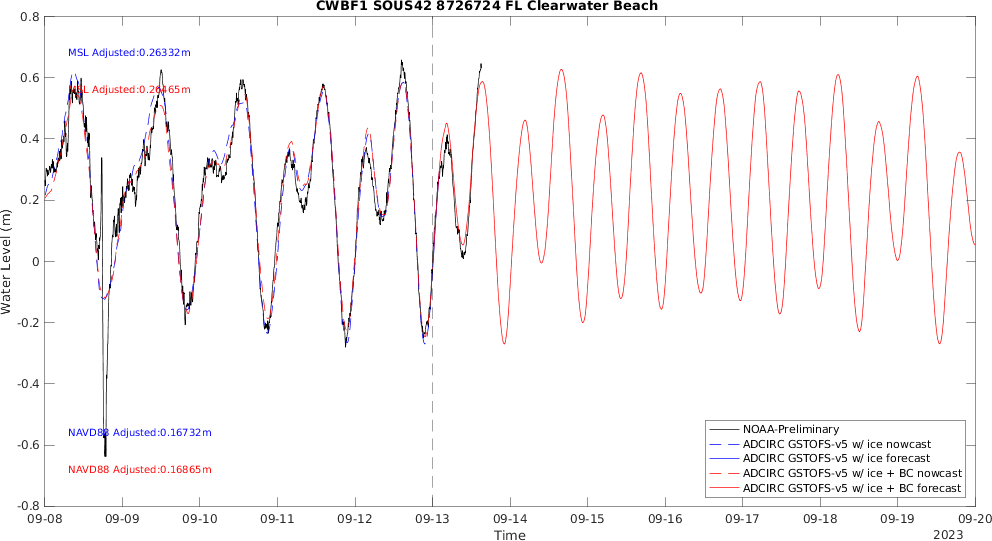 CWBF1 SOUS42 8726724 FL Clearwater Beach
0.8
0.6
0.4
0.2
0
-0.2
-0.4
-0.6
-0.8
Water Level (m)
MSL Adjusted:0.26332m
MSL Adjusted:0.26465m
NAVD88 Adjusted:0.16732m
NAVD88 Adjusted:0.16865m
NOAA-Preliminary
ADCIRC GSTOFS-v5 w/ ice nowcast
ADCIRC GSTOFS-v5 w/ ice forecast
ADCIRC GSTOFS-v5 w/ ice + BC nowcast
ADCIRC GSTOFS-v5 w/ ice + BC forecast
09-08 09-09 09-10 09-11 09-12 09-13 09-14 09-15 09-16 09-17 09-18 09-19 09-20
Time
2023